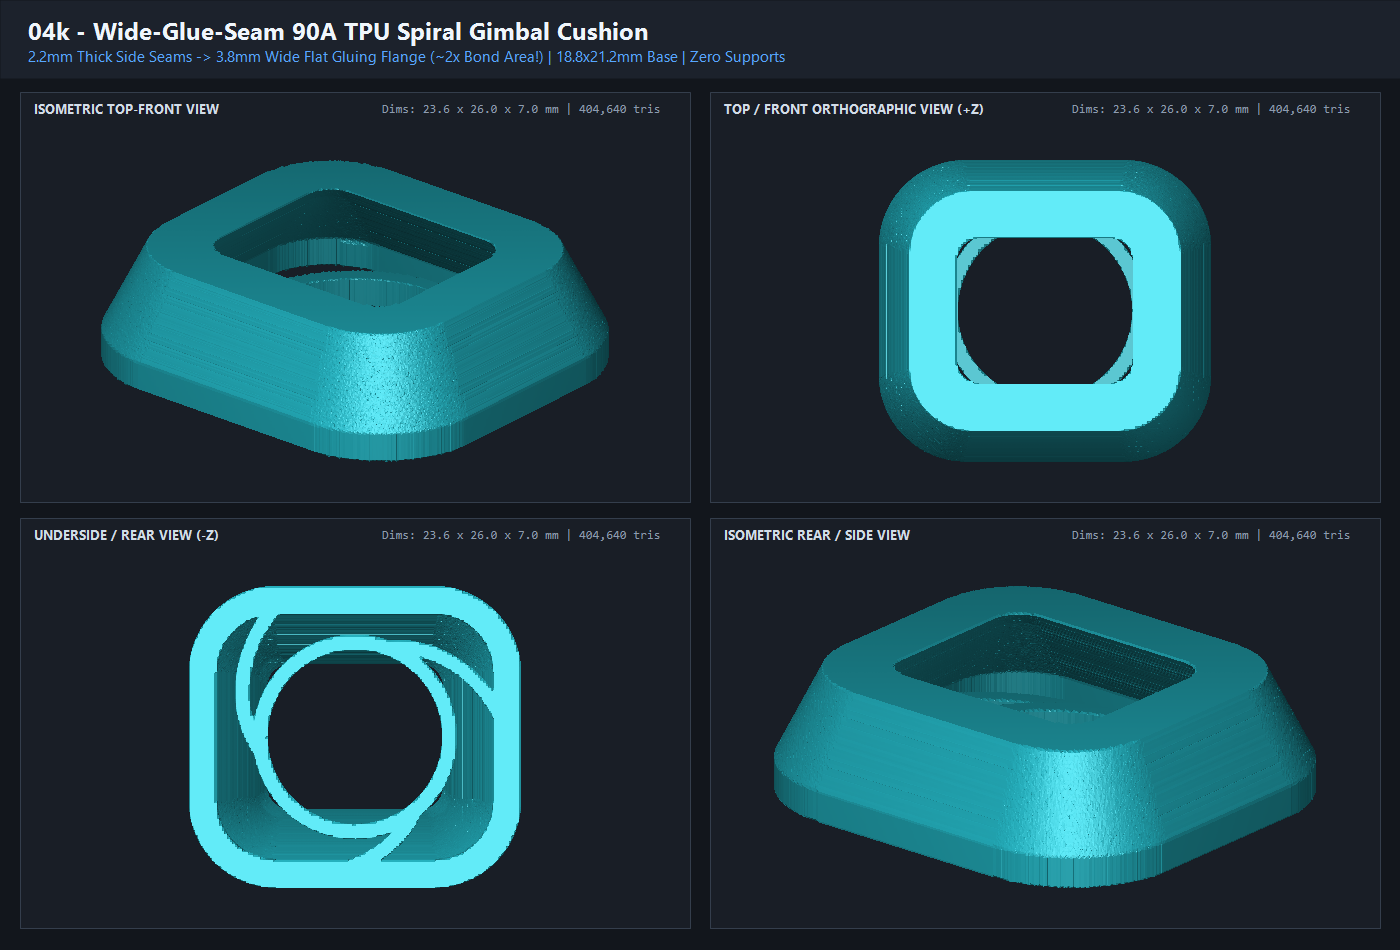 04k - Wide-Glue-Seam 90A TPU Spiral Gimbal Cushion
2.2mm Thick Side Seams -> 3.8mm Wide Flat Gluing Flange (~2x Bond Area!) | 18.8x21.2mm Base | Zero Supports
ISOMETRIC TOP-FRONT VIEW Dims: 23.6 x 26.0 x 7.0 mm | 404,640 tris
TOP / FRONT ORTHOGRAPHIC VIEW (+Z) Dims: 23.6 x 26.0 x 7.0 mm | 404,640 tris
UNDERSIDE / REAR VIEW (-Z) Dims: 23.6 x 26.0 x 7.0 mm | 404,640 tris
ISOMETRIC REAR / SIDE VIEW Dims: 23.6 x 26.0 x 7.0 mm | 404,640 tris